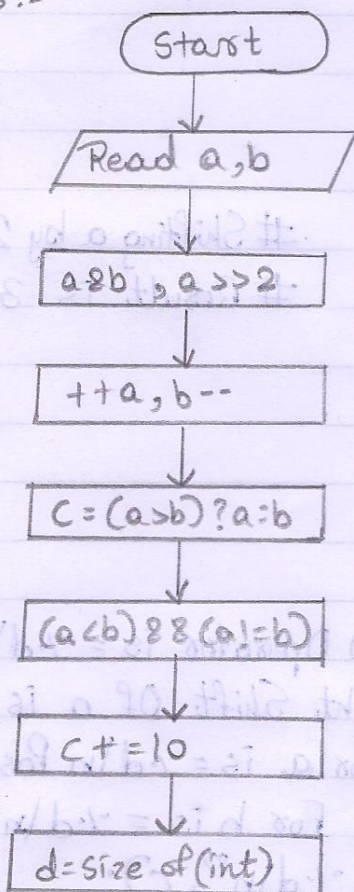 Start
Read a,b
a&b, a>>2
++a, b--
C=(a>b)?a:b
(a<b)&&(a!=b)
C+=10
d=size of(int)